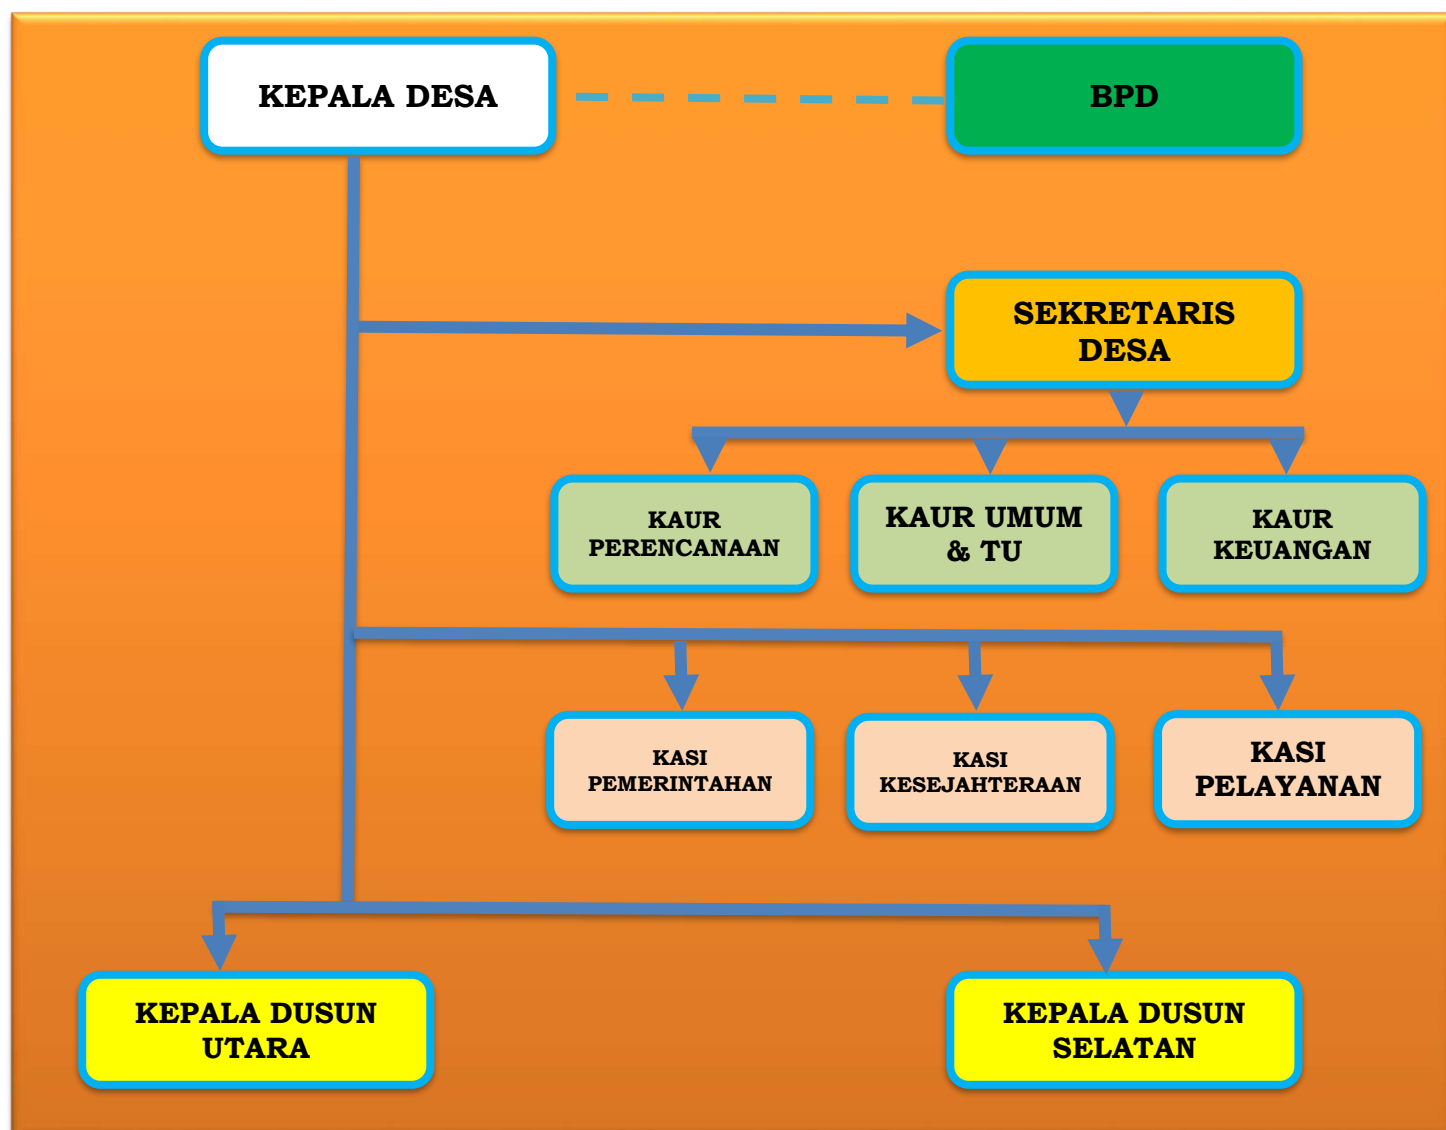 KEPALA DESA
BPD
SEKRETARIS
DESA
KAUR
PERENCANAAN
KAUR UMUM
& TU
KAUR
KEUANGAN
KASI
PEMERINTAHAN
KASI
KESEJAHTERAAN
KASI
PELAYANAN
KEPALA DUSUN
UTARA
KEPALA DUSUN
SELATAN